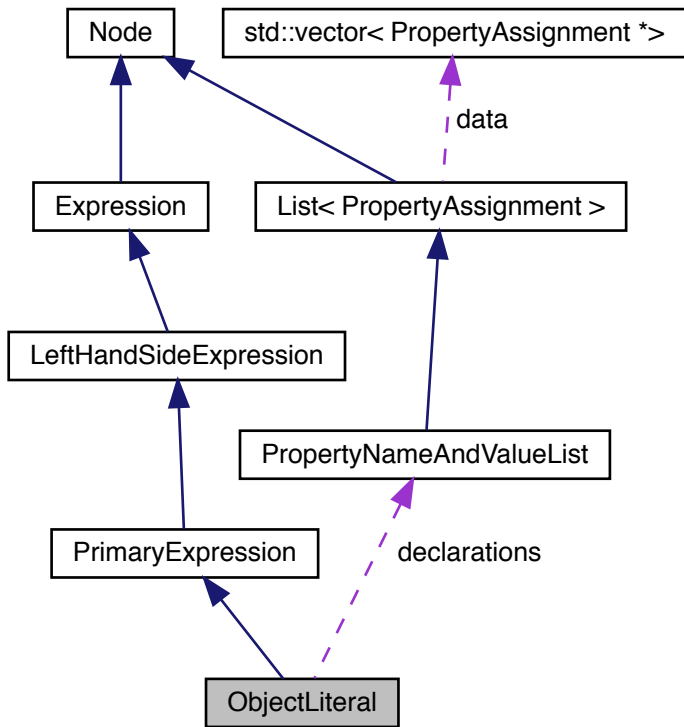 Node
std::vector< PropertyAssignment *>
data
Expression
List< PropertyAssignment >
LeftHandSideExpression
PropertyNameAndValueList
PrimaryExpression
declarations
ObjectLiteral